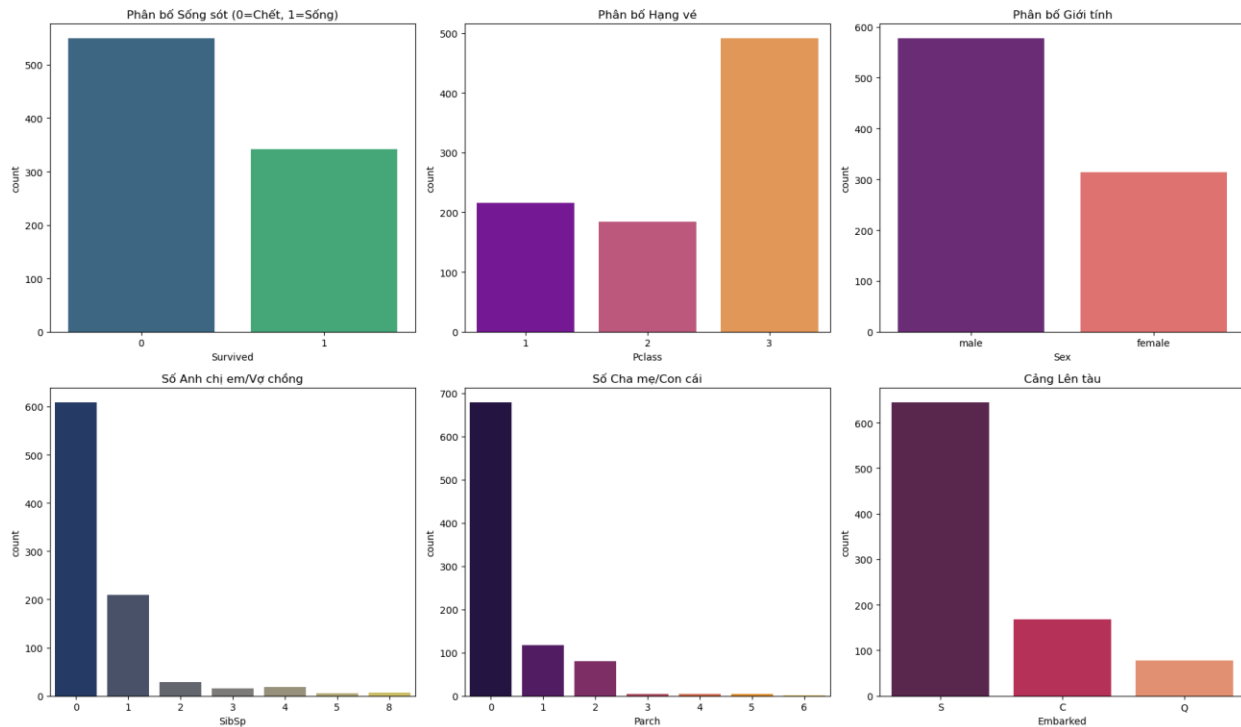 Phân bố Sống sót (0=Chết, 1=Sống)
count
500
400
300
200
100
0
0 1
Survived
Phân bố Hạng vé
count
500
400
300
200
100
0
1 2 3
Pclass
Phân bố Giới tính
count
600
500
400
300
200
100
0
male female
Sex
Số Anh chị em/Vợ chồng
count
600
500
400
300
200
100
0
0 1 2 3 4 5 8
SibSp
Số Cha mẹ/Con cái
count
700
600
500
400
300
200
100
0
0 1 2 3 4 5 6
Parch
Cảng Lên tàu
count
600
500
400
300
200
100
0
S C Q
Embarked